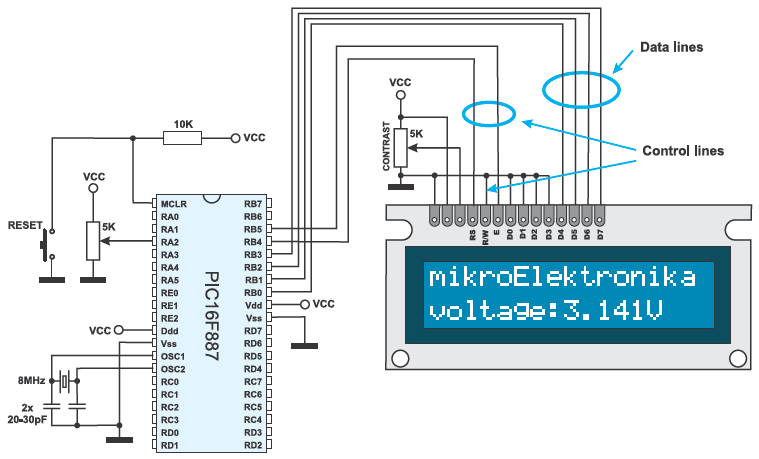 Data lines
VCC
5K
CONTRAST
Control lines
10K
VCC
VCC
RESET
5K
MCLR
RA0
RA1
RA2
RA3
RA4
RA5
RE0
RE1
RE2
Ddd
Vss
OSC1
OSC2
RC0
RC1
RC2
RC3
RD0
RD1
PIC16F887
RB7
RB6
RB5
RB4
RB3
RB2
RB1
RB0
Vdd
Vss
RD7
RD6
RD5
RD4
RC7
RC6
RC5
RC4
RD3
RD2
VCC
VCC
8MHz
2x
20-30pF
RS
R/W
E
D0
D1
D2
D3
D4
D5
D6
D7
mikroElektronika
voltage:3.141V